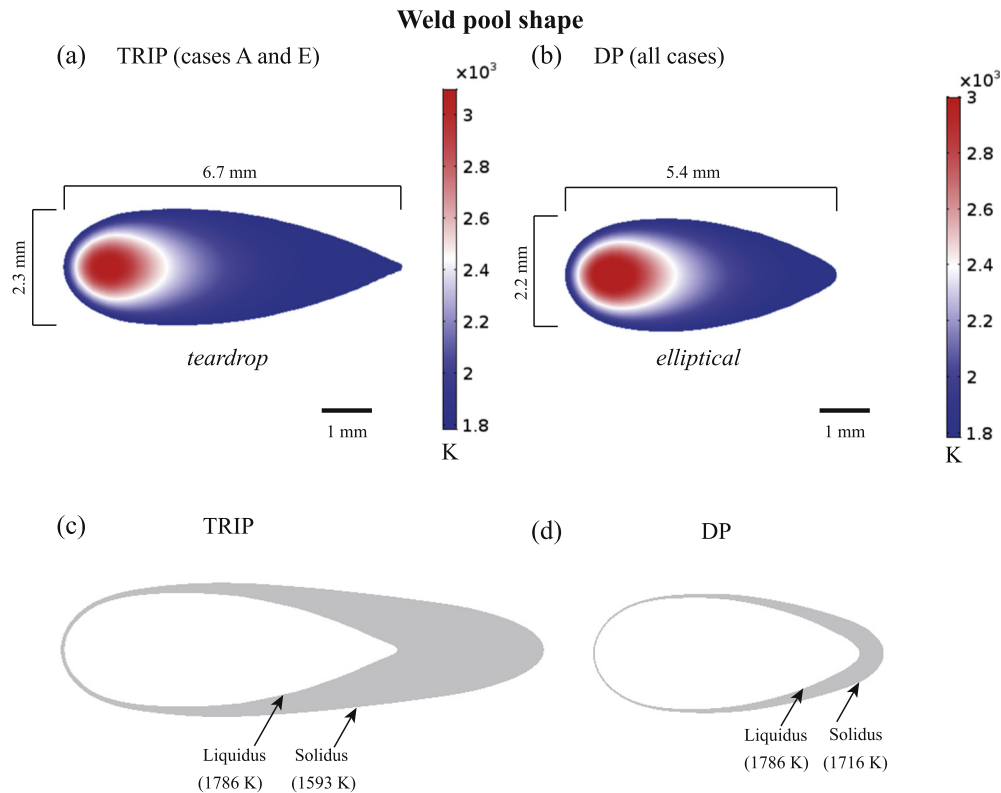 Weld pool shape
(a) TRIP (cases A and E)
×10³
3
2.8
2.6
2.4
2.2
2
1.8
K
6.7 mm
2.3 mm
teardrop
1 mm
(b) DP (all cases)
×10³
3
2.8
2.6
2.4
2.2
2
1.8
K
5.4 mm
2.2 mm
elliptical
1 mm
(c) TRIP
Liquidus
(1786 K)
Solidus
(1593 K)
(d) DP
Liquidus
(1786 K)
Solidus
(1716 K)